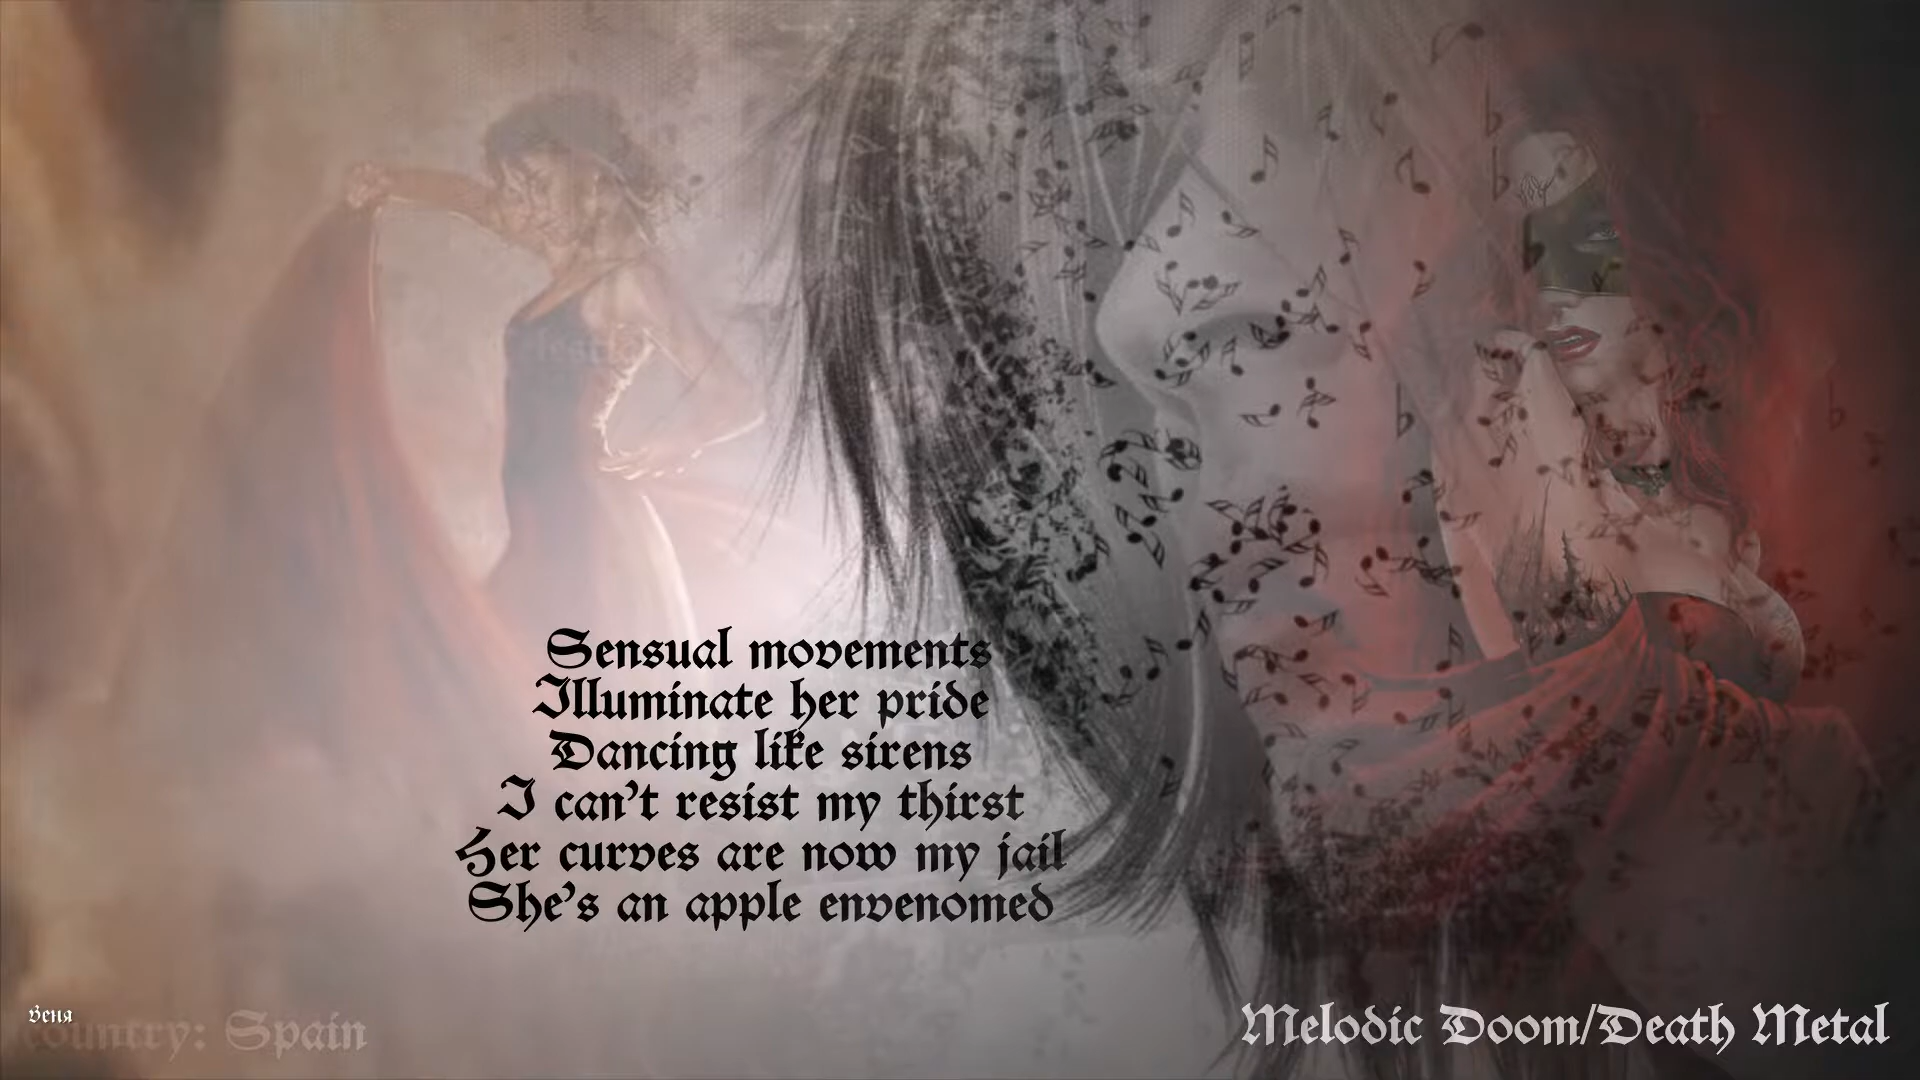 Sensual movements
Illuminate her pride
Dancing like sirens
I can't resist my thirst
Her curves are now my jail
She's an apple envenomed
Веня
Country: Spain
Melodic Doom/Death Metal